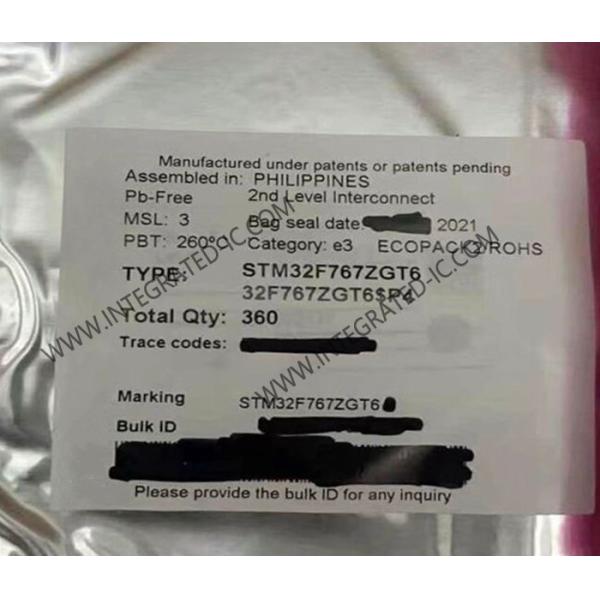 Manufactured under patents or patents pending
Assembled in: PHILIPPINES
Pb-Free 2nd Level Interconnect
MSL: 3 Bag seal date: 2021
PBT: 260°C Category: e3 ECOPACK2/ROHS
TYPE: STM32F767ZGT6
32F767ZGT6$P4
Total Qty: 360
Trace codes:
Marking STM32F767ZGT6
Bulk ID
Please provide the bulk ID for any inquiry
WWW.INTEGRATED-IC.COM
WWW.INTEGRATED-IC.COM